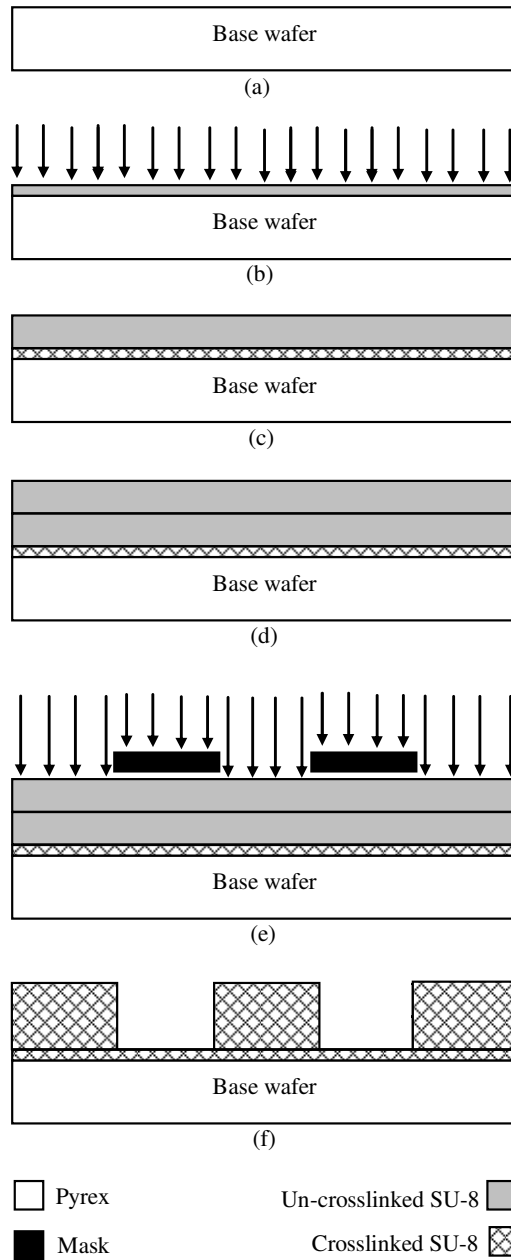 Base wafer
(a)
Base wafer
(b)
Base wafer
(c)
Base wafer
(d)
Base wafer
(e)
Base wafer
(f)
Pyrex
Un-crosslinked SU-8
Mask
Crosslinked SU-8